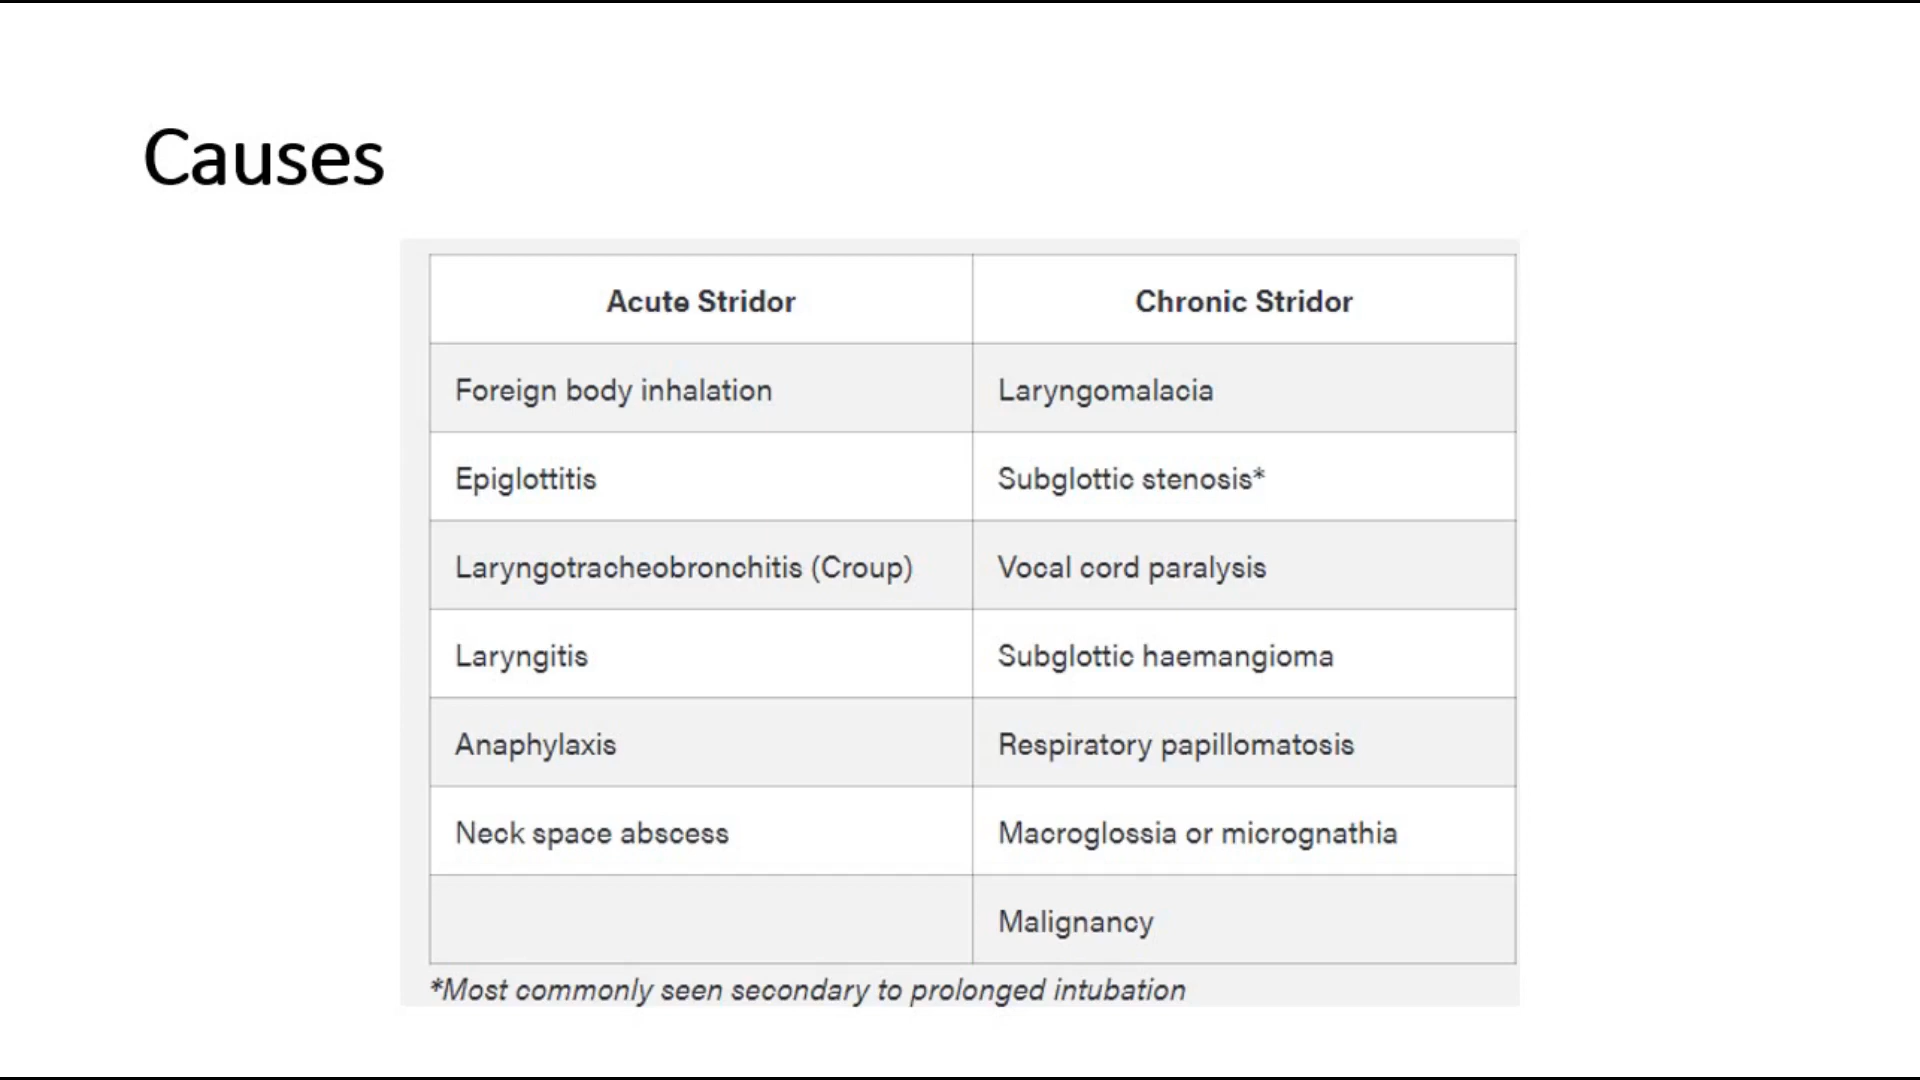 Causes
Acute Stridor Chronic Stridor
Foreign body inhalation Laryngomalacia
Epiglottitis Subglottic stenosis*
Laryngotracheobronchitis (Croup) Vocal cord paralysis
Laryngitis Subglottic haemangioma
Anaphylaxis Respiratory papillomatosis
Neck space abscess Macroglossia or micrognathia
Malignancy
*Most commonly seen secondary to prolonged intubation